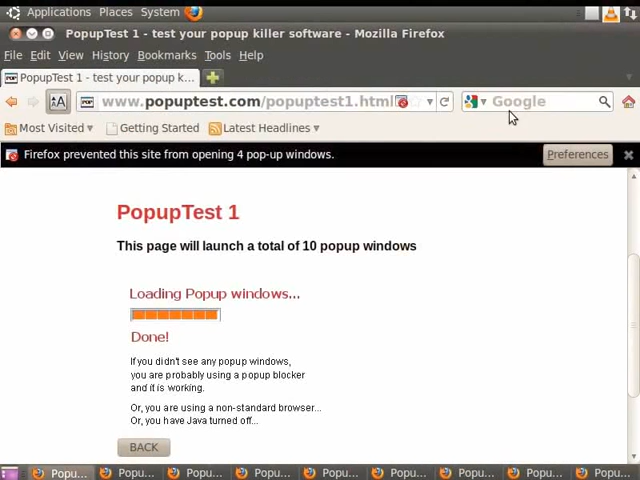 Applications Places System
PopupTest 1 - test your popup killer software - Mozilla Firefox
File Edit View History Bookmarks Tools Help
PopupTest 1 - test your popup k...
www.popuptest.com/popuptest1.html Google
Most Visited Getting Started Latest Headlines
Firefox prevented this site from opening 4 pop-up windows. Preferences
PopupTest 1
This page will launch a total of 10 popup windows
Loading Popup windows...
Done!
If you didn't see any popup windows,
you are probably using a popup blocker
and it is working.
Or, you are using a non-standard browser...
Or, you have Java turned off...
BACK
Popu... Popu... Popu... Popu... Popu... Popu... Popu... Popu... Popu...